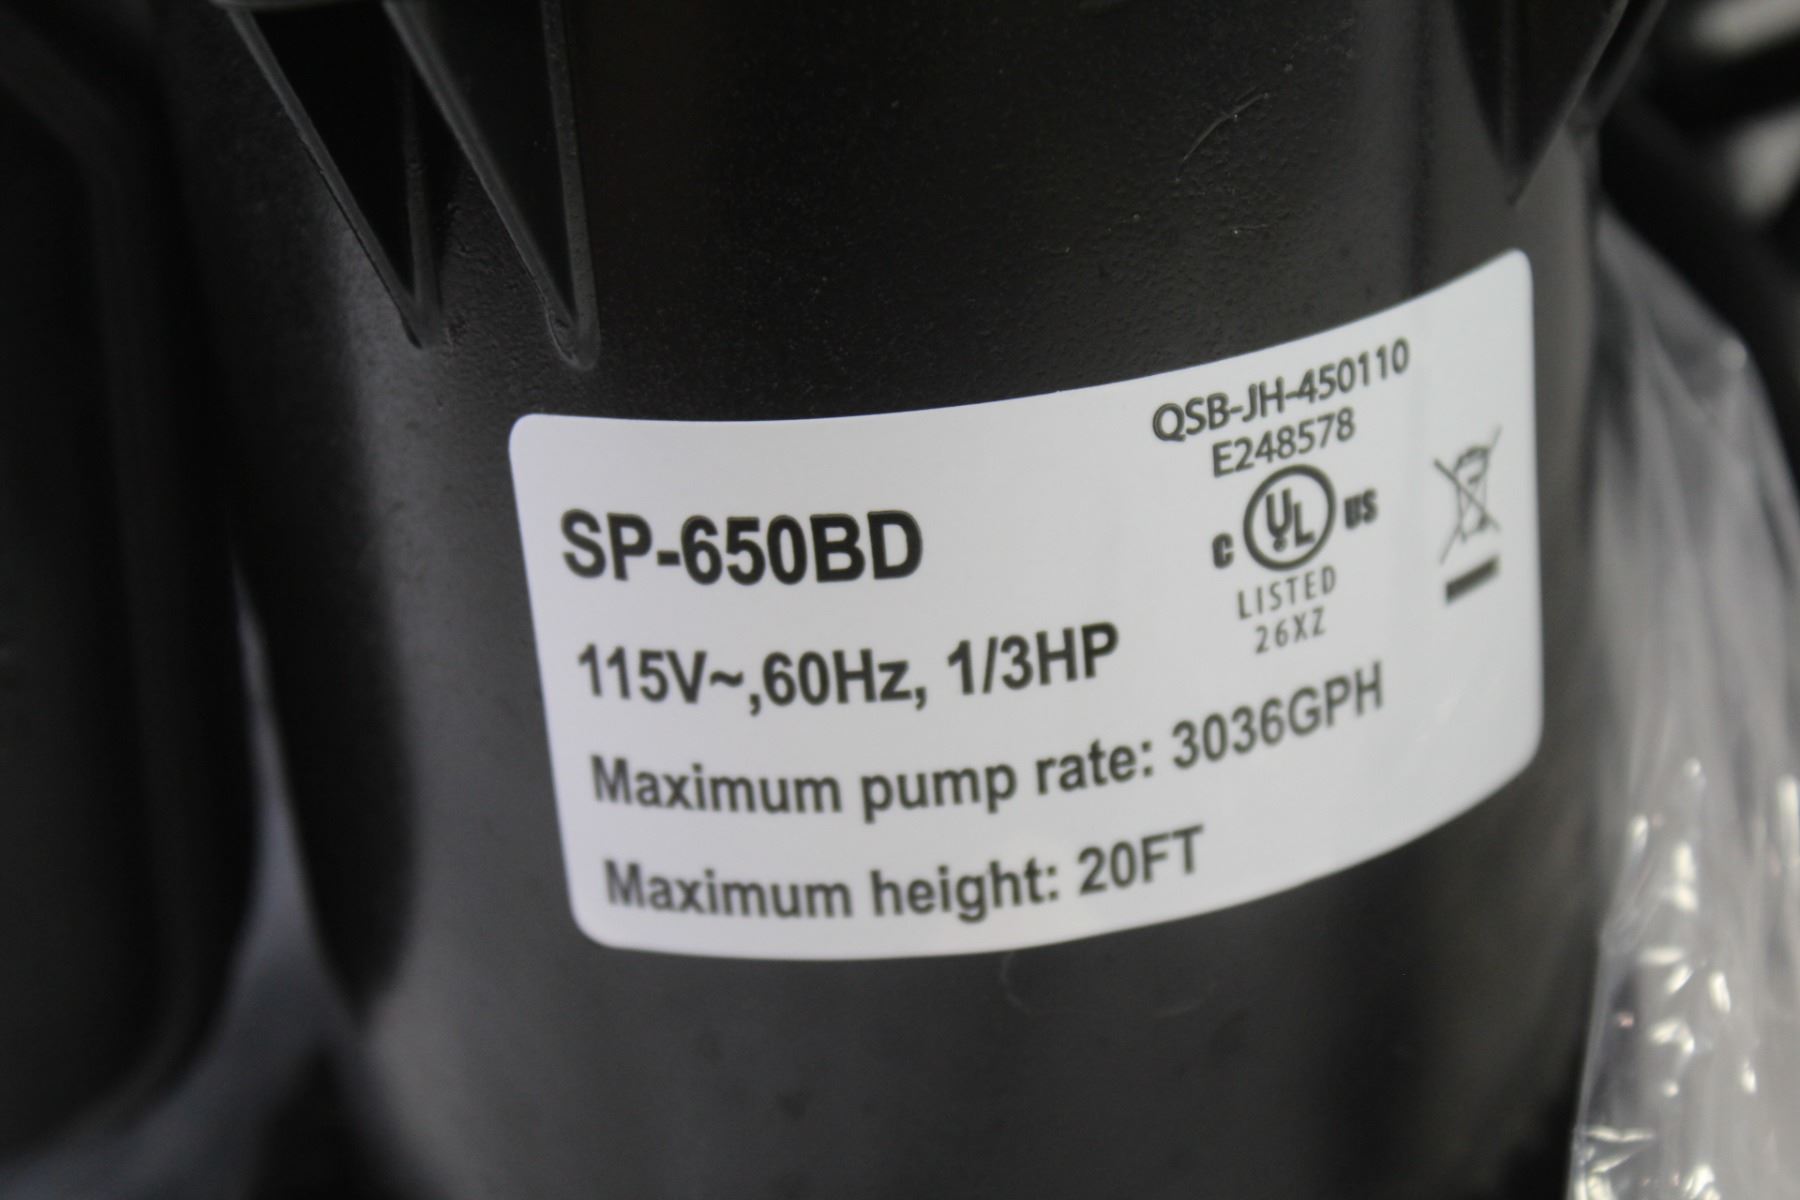 QSB-JH-450110
E248578
C UL US
LISTED
26XZ
SP-650BD
115V~,60Hz, 1/3HP
Maximum pump rate: 3036GPH
Maximum height: 20FT